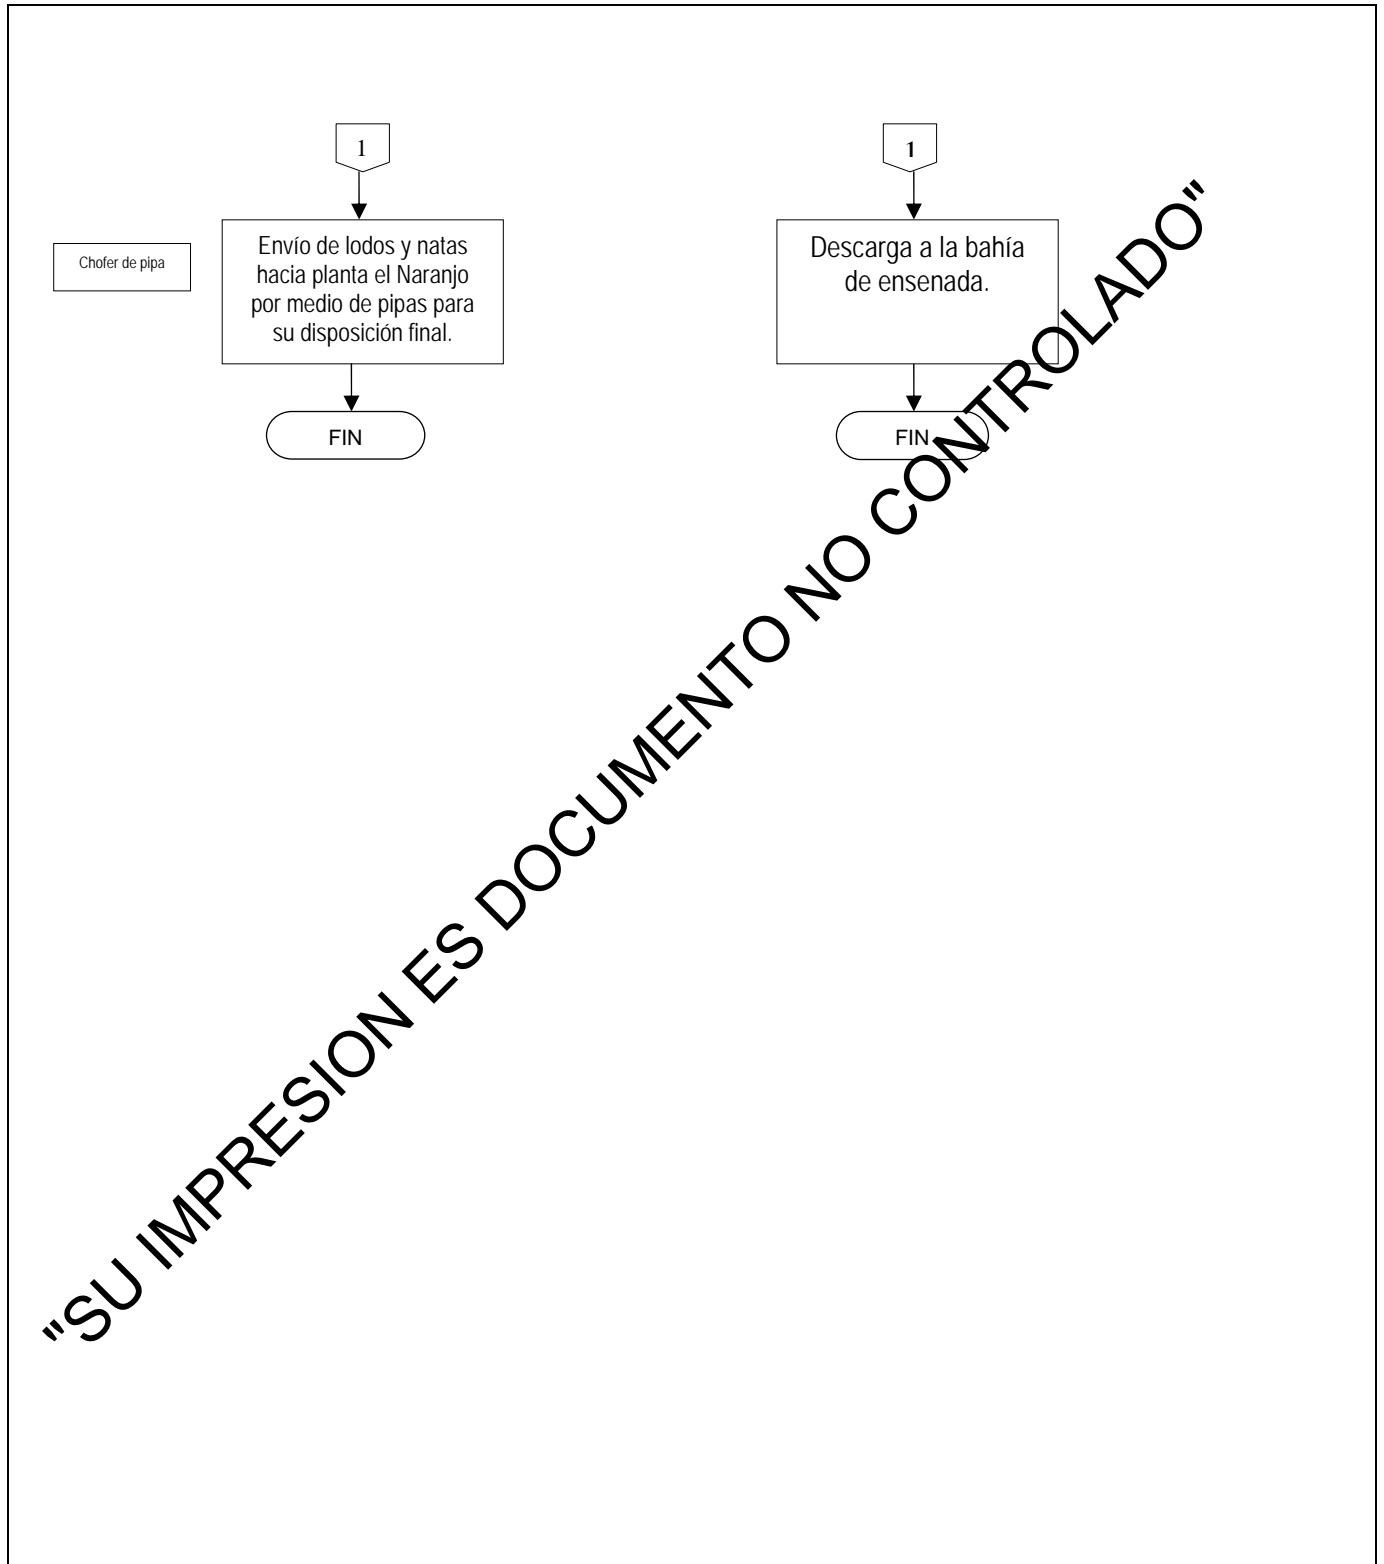 1
Chofer de pipa
Envío de lodos y natas
hacia planta el Naranjo
por medio de pipas para
su disposición final.
FIN
1
Descarga a la bahía
de ensenada.
FIN
"SU IMPRESION ES DOCUMENTO NO CONTROLADO"